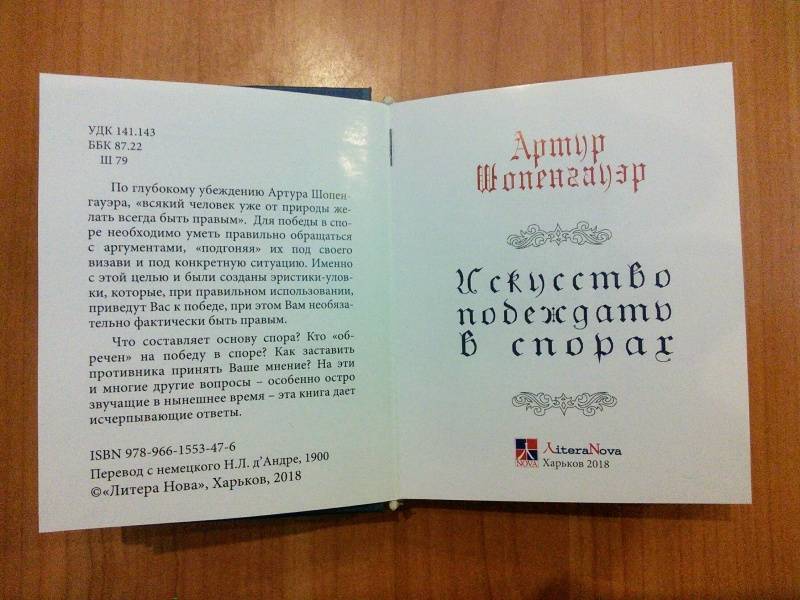 УДК 141.143
ББК 87.22
Ш 79
По глубокому убеждению Артура Шопен-
гауэра, «всякий человек уже от природы же-
лать всегда быть правым». Для победы в спо-
ре необходимо уметь правильно обращаться
с аргументами, «подгоняя» их под своего
визави и под конкретную ситуацию. Именно
с этой целью и были созданы эристики-улов-
ки, которые, при правильном использовании,
приведут Вас к победе, при этом Вам необяза-
тельно фактически быть правым.
Что составляет основу спора? Кто «об-
речен» на победу в споре? Как заставить
противника принять Ваше мнение? На эти
и многие другие вопросы – особенно остро
звучащие в нынешнее время – эта книга дает
исчерпывающие ответы.
ISBN 978-966-1553-47-6
Перевод с немецкого Н.Л. д’Андре, 1900
©«Литера Нова», Харьков, 2018
Артур
Шопенгауэр
Искусство
побеждать
в спорах
NOVA
ЛiteraNova
Харьков 2018